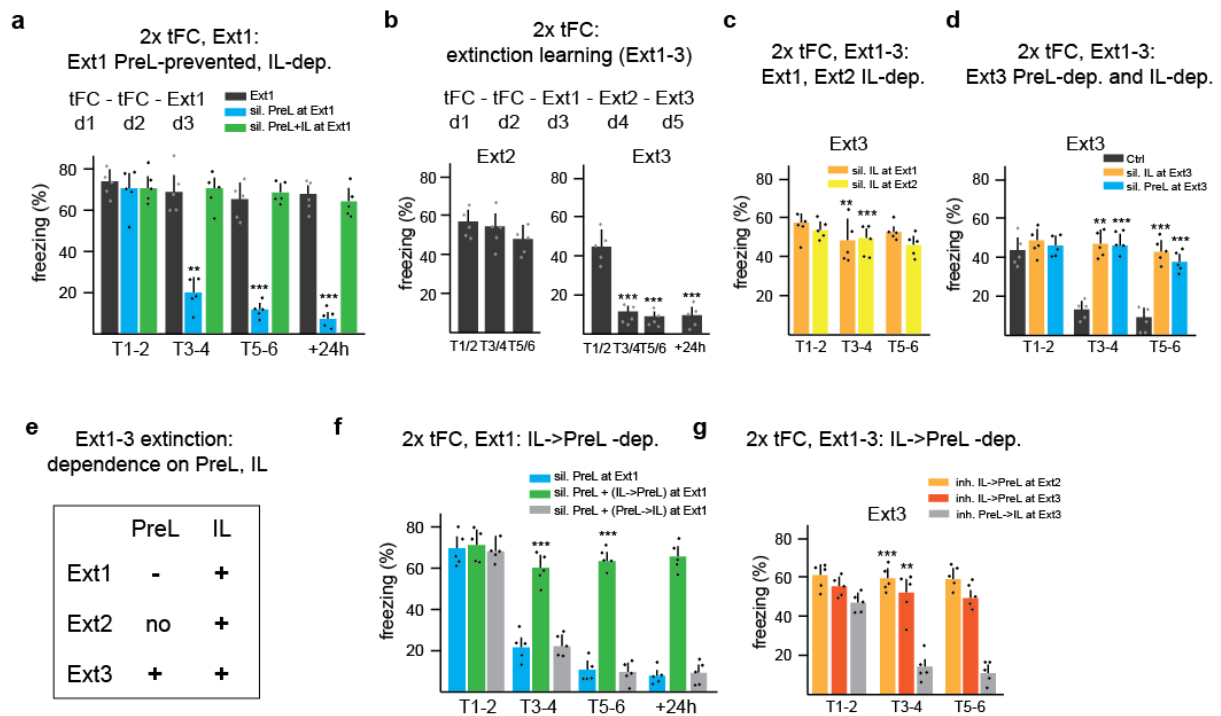 a
2x tFC, Ext1:
Ext1 PreL-prevented, IL-dep.
tFC - tFC - Ext1
d1 d2 d3
Ext1
sil. PreL at Ext1
sil. PreL+IL at Ext1
freezing (%)
80
60
40
20
**
***
***
T1-2 T3-4 T5-6 +24h
b
2x tFC:
extinction learning (Ext1-3)
tFC - tFC - Ext1 - Ext2 - Ext3
d1 d2 d3 d4 d5
Ext2
freezing (%)
80
60
40
20
T1/2 T3/4 T5/6
Ext3
80
60
40
20
*** *** ***
T1/2 T3/4 T5/6 +24h
c
2x tFC, Ext1-3:
Ext1, Ext2 IL-dep.
Ext3
sil. IL at Ext1
sil. IL at Ext2
freezing (%)
80
60
40
20
** ***
T1-2 T3-4 T5-6
d
2x tFC, Ext1-3:
Ext3 PreL-dep. and IL-dep.
Ext3
Ctrl
sil. IL at Ext3
sil. PreL at Ext3
freezing (%)
80
60
40
20
** *** *** ***
T1-2 T3-4 T5-6
e
Ext1-3 extinction:
dependence on PreL, IL
PreL IL
Ext1 - +
Ext2 no +
Ext3 + +
f
2x tFC, Ext1: IL->PreL -dep.
sil. PreL at Ext1
sil. PreL + (IL->PreL) at Ext1
sil. PreL + (PreL->IL) at Ext1
freezing (%)
80
60
40
20
*** ***
T1-2 T3-4 T5-6 +24h
g
2x tFC, Ext1-3: IL->PreL -dep.
inh. IL->PreL at Ext2
inh. IL->PreL at Ext3
inh. PreL->IL at Ext3
Ext3
freezing (%)
80
60
40
20
*** **
T1-2 T3-4 T5-6